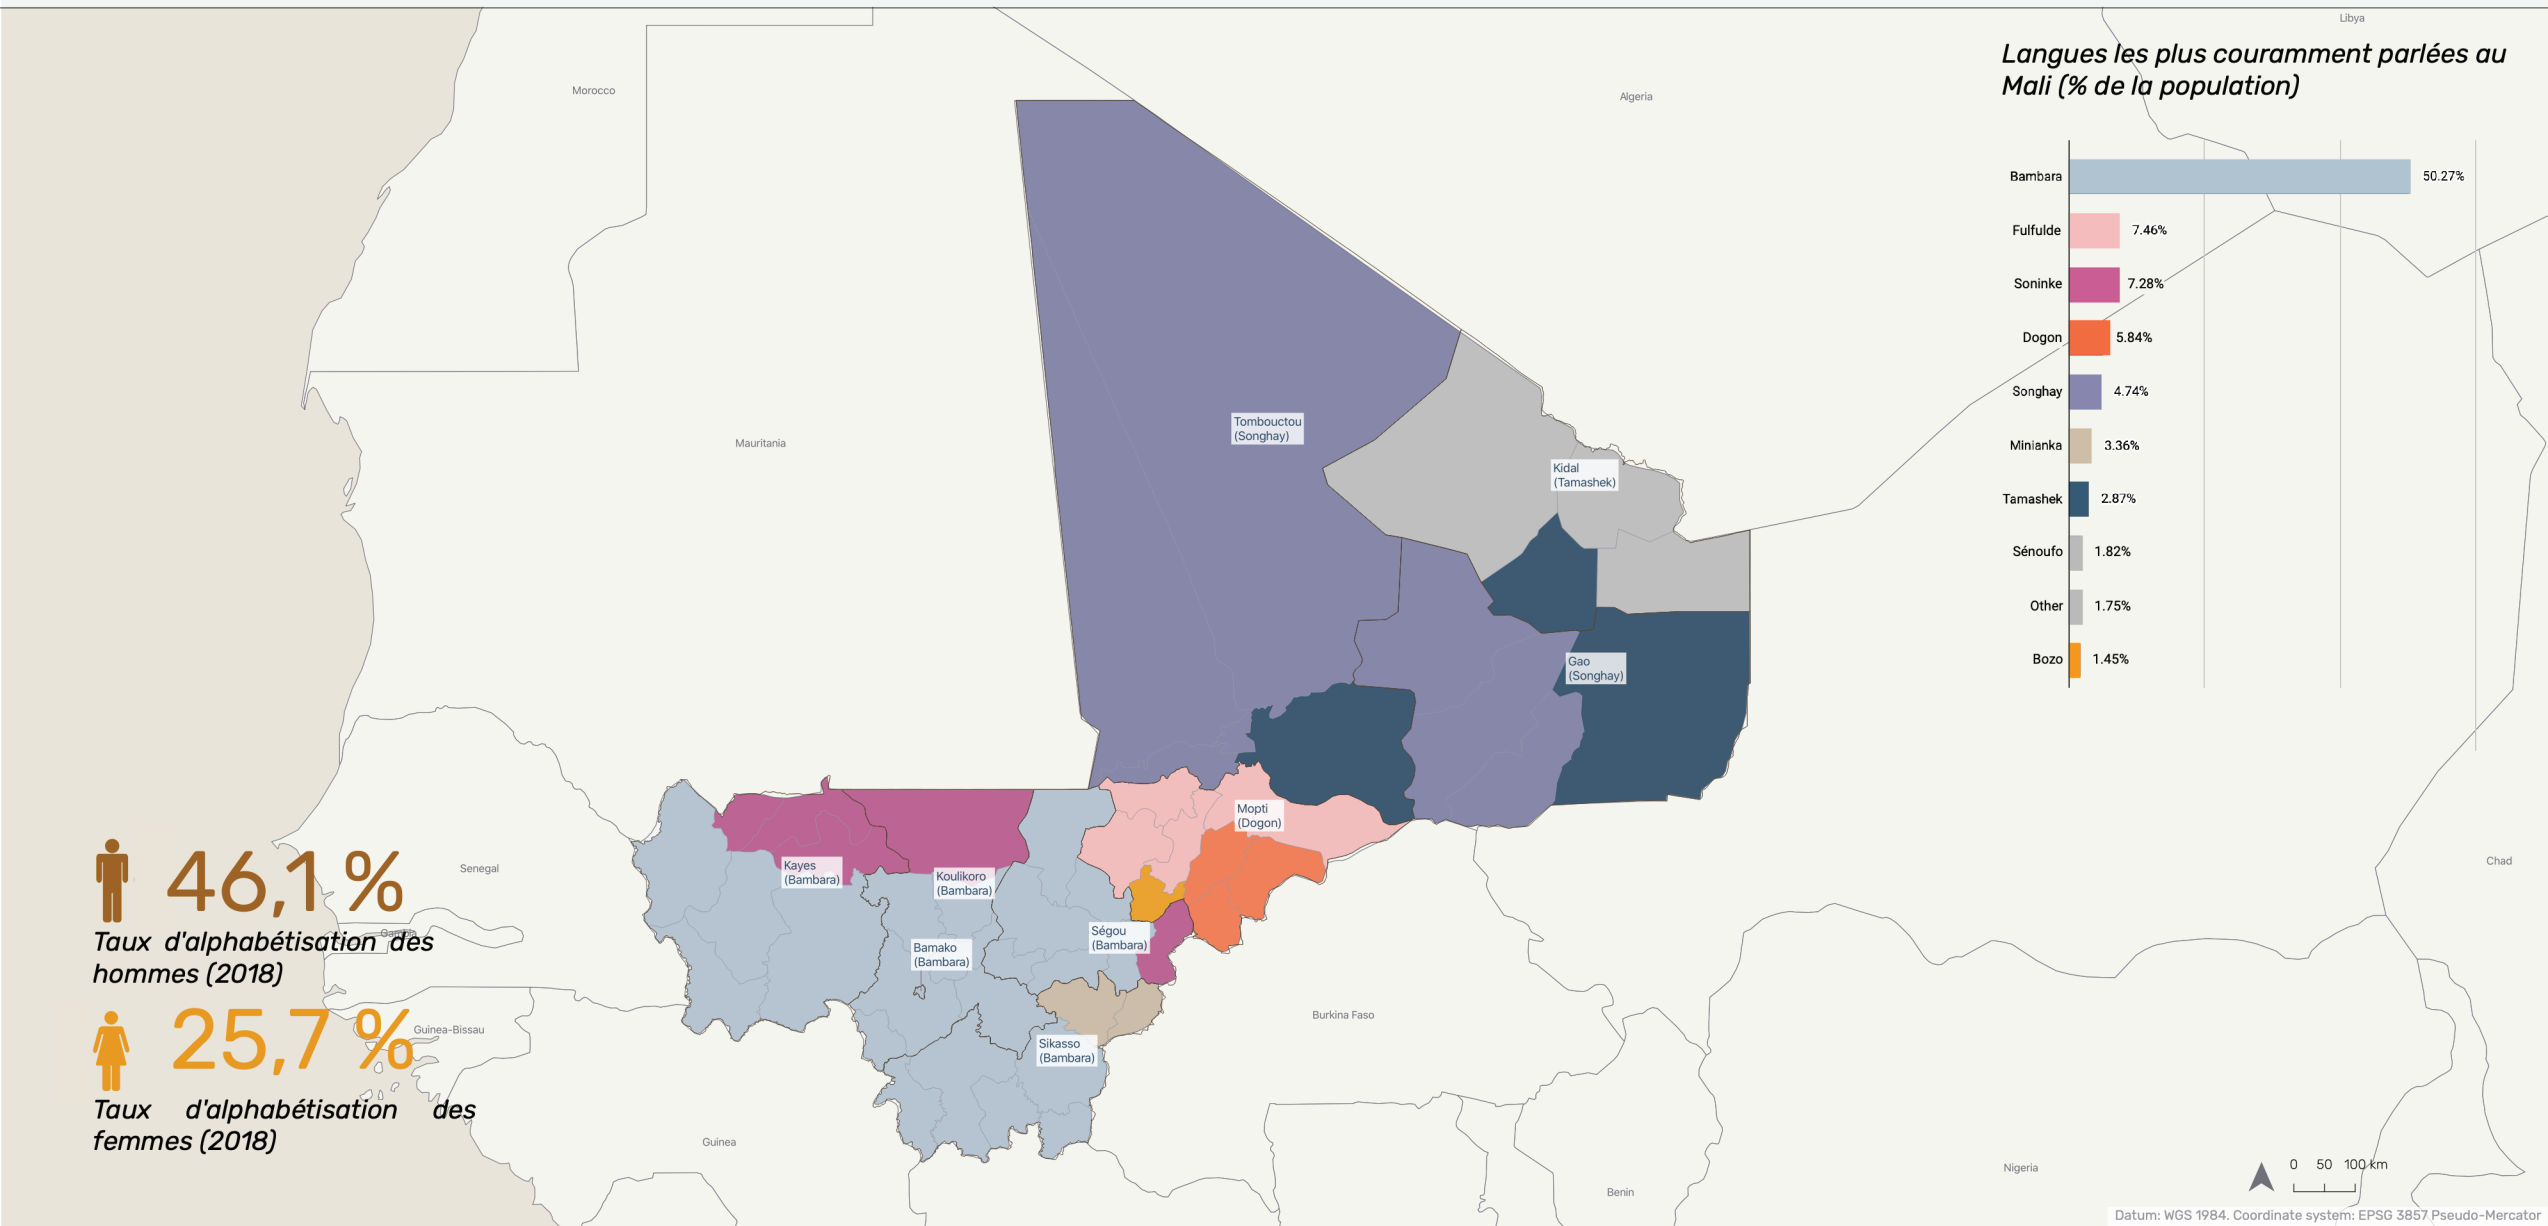 Libya
Langues les plus couramment parlées au
Mali (% de la population)
Morocco
Algeria
Bambara 50.27%
Fulfulde 7.46%
Soninke 7.28%
Dogon 5.84%
Songhay 4.74%
Minianka 3.36%
Tamashek 2.87%
Sénoufo 1.82%
Other 1.75%
Bozo 1.45%
Tombouctou
(Songhay)
Mauritania
Kidal
(Tamashek)
Gao
(Songhay)
Mopti
(Dogon)
Kayes
(Bambara)
Koulikoro
(Bambara)
Ségou
(Bambara)
Bamako
(Bambara)
Sikasso
(Bambara)
Senegal
Gambia
46,1 %
Taux d'alphabétisation des
hommes (2018)
25,7 %
Taux d'alphabétisation des
femmes (2018)
Guinea-Bissau
Guinea
Burkina Faso
Chad
Benin
Nigeria
0 50 100 km
Datum: WGS 1984. Coordinate system: EPSG 3857 Pseudo-Mercator